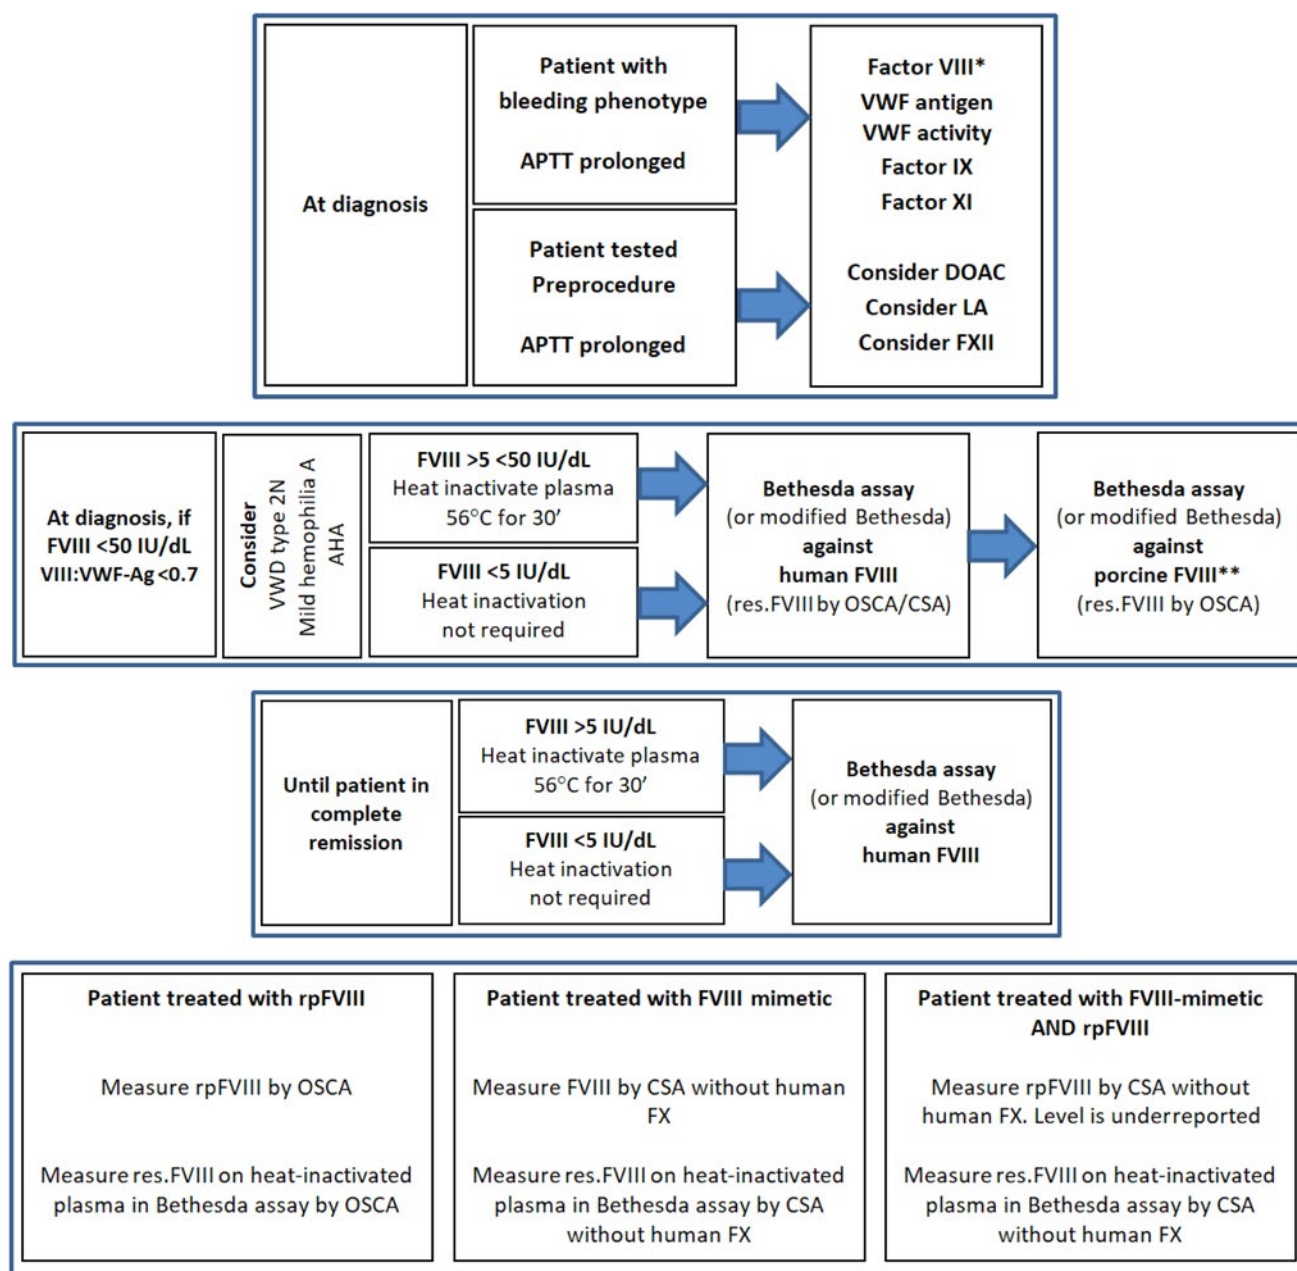 At diagnosis
Patient with
bleeding phenotype
APTT prolonged
Patient tested
Preprocedure
APTT prolonged
Factor VIII*
VWF antigen
VWF activity
Factor IX
Factor XI
Consider DOAC
Consider LA
Consider FXII
At diagnosis, if
FVIII <50 IU/dL
VIII:VWF-Ag <0.7
Consider
VWD type 2N
Mild hemophilia A
AHA
FVIII >5 <50 IU/dL
Heat inactivate plasma
56°C for 30’
FVIII <5 IU/dL
Heat inactivation
not required
Bethesda assay
(or modified Bethesda)
against
human FVIII
(res.FVIII by OSCA/CSA)
Bethesda assay
(or modified Bethesda)
against
porcine FVIII**
(res.FVIII by OSCA)
Until patient in
complete
remission
FVIII >5 IU/dL
Heat inactivate plasma
56°C for 30’
FVIII <5 IU/dL
Heat inactivation
not required
Bethesda assay
(or modified Bethesda)
against
human FVIII
Patient treated with rpFVIII
Measure rpFVIII by OSCA
Measure res.FVIII on heat-inactivated
plasma in Bethesda assay by OSCA
Patient treated with FVIII mimetic
Measure FVIII by CSA without human
FX
Measure res.FVIII on heat-inactivated
plasma in Bethesda assay by CSA
without human FX
Patient treated with FVIII-mimetic
AND rpFVIII
Measure rpFVIII by CSA without
human FX. Level is underreported
Measure res.FVIII on heat-inactivated
plasma in Bethesda assay by CSA
without human FX